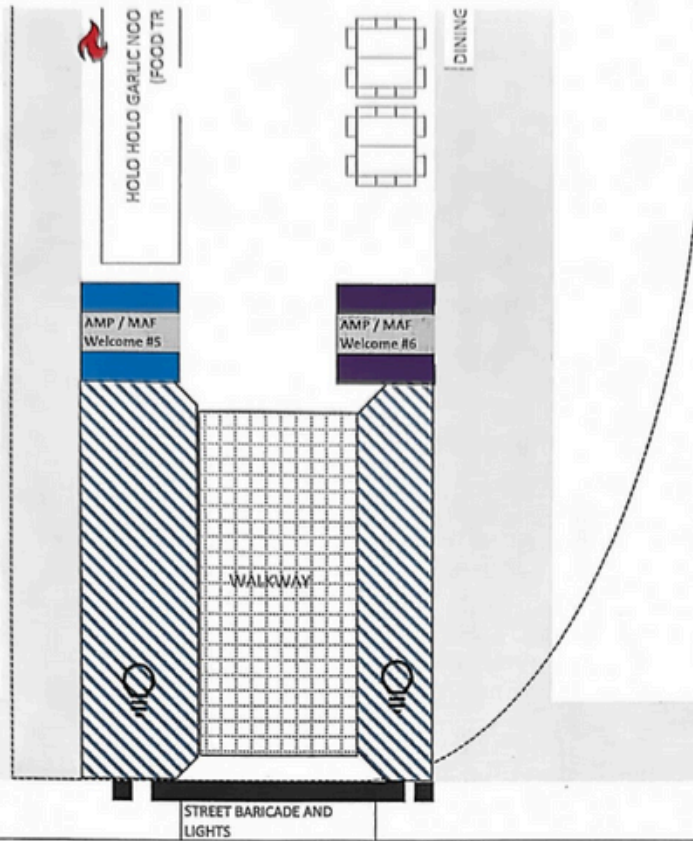 HOLO HOLO GARLIC NOO
(FOOD TR
DINING
AMP / MAF
Welcome #5
AMP / MAF
Welcome #6
WALKWAY
STREET BARICADE AND
LIGHTS